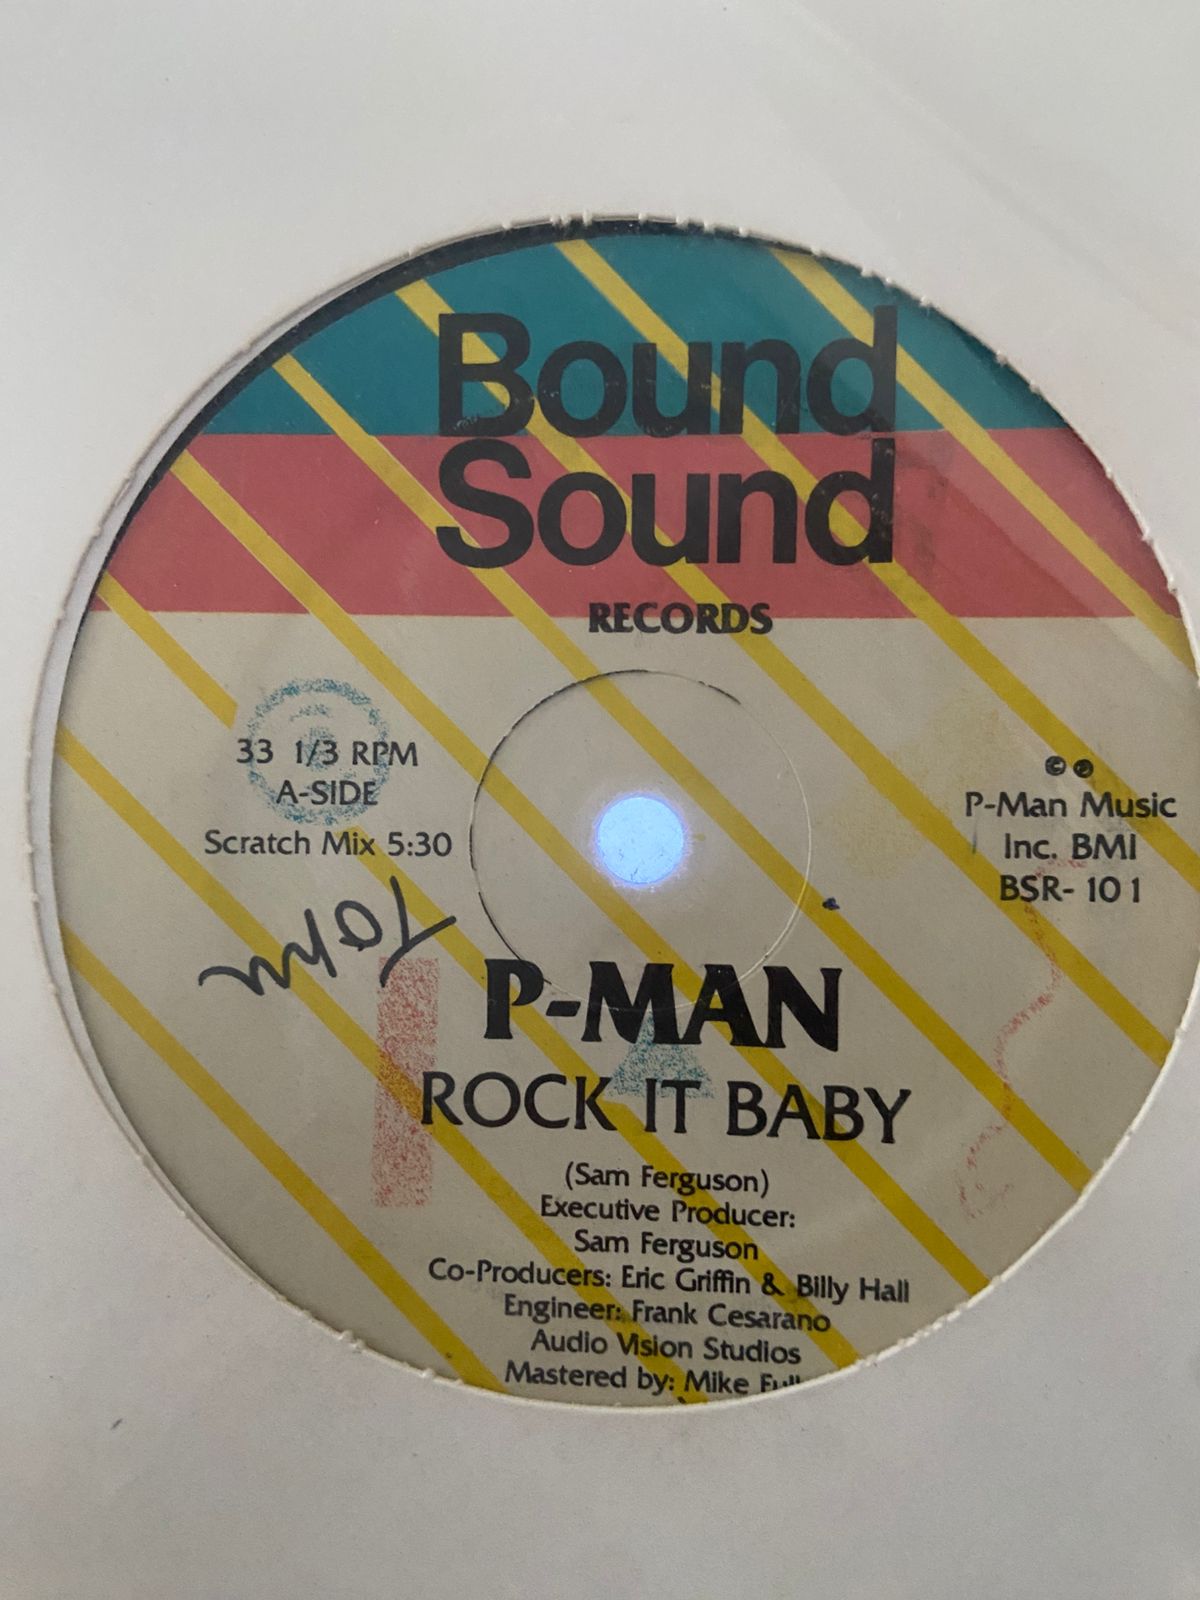 Bound
Sound
RECORDS
33 1/3 RPM
A-SIDE
Scratch Mix 5:30
© ℗
P-Man Music
Inc. BMI
BSR- 101
P-MAN
ROCK IT BABY
(Sam Ferguson)
Executive Producer:
Sam Ferguson
Co-Producers: Eric Griffin & Billy Hall
Engineer: Frank Cesarano
Audio Vision Studios
Mastered by: Mike